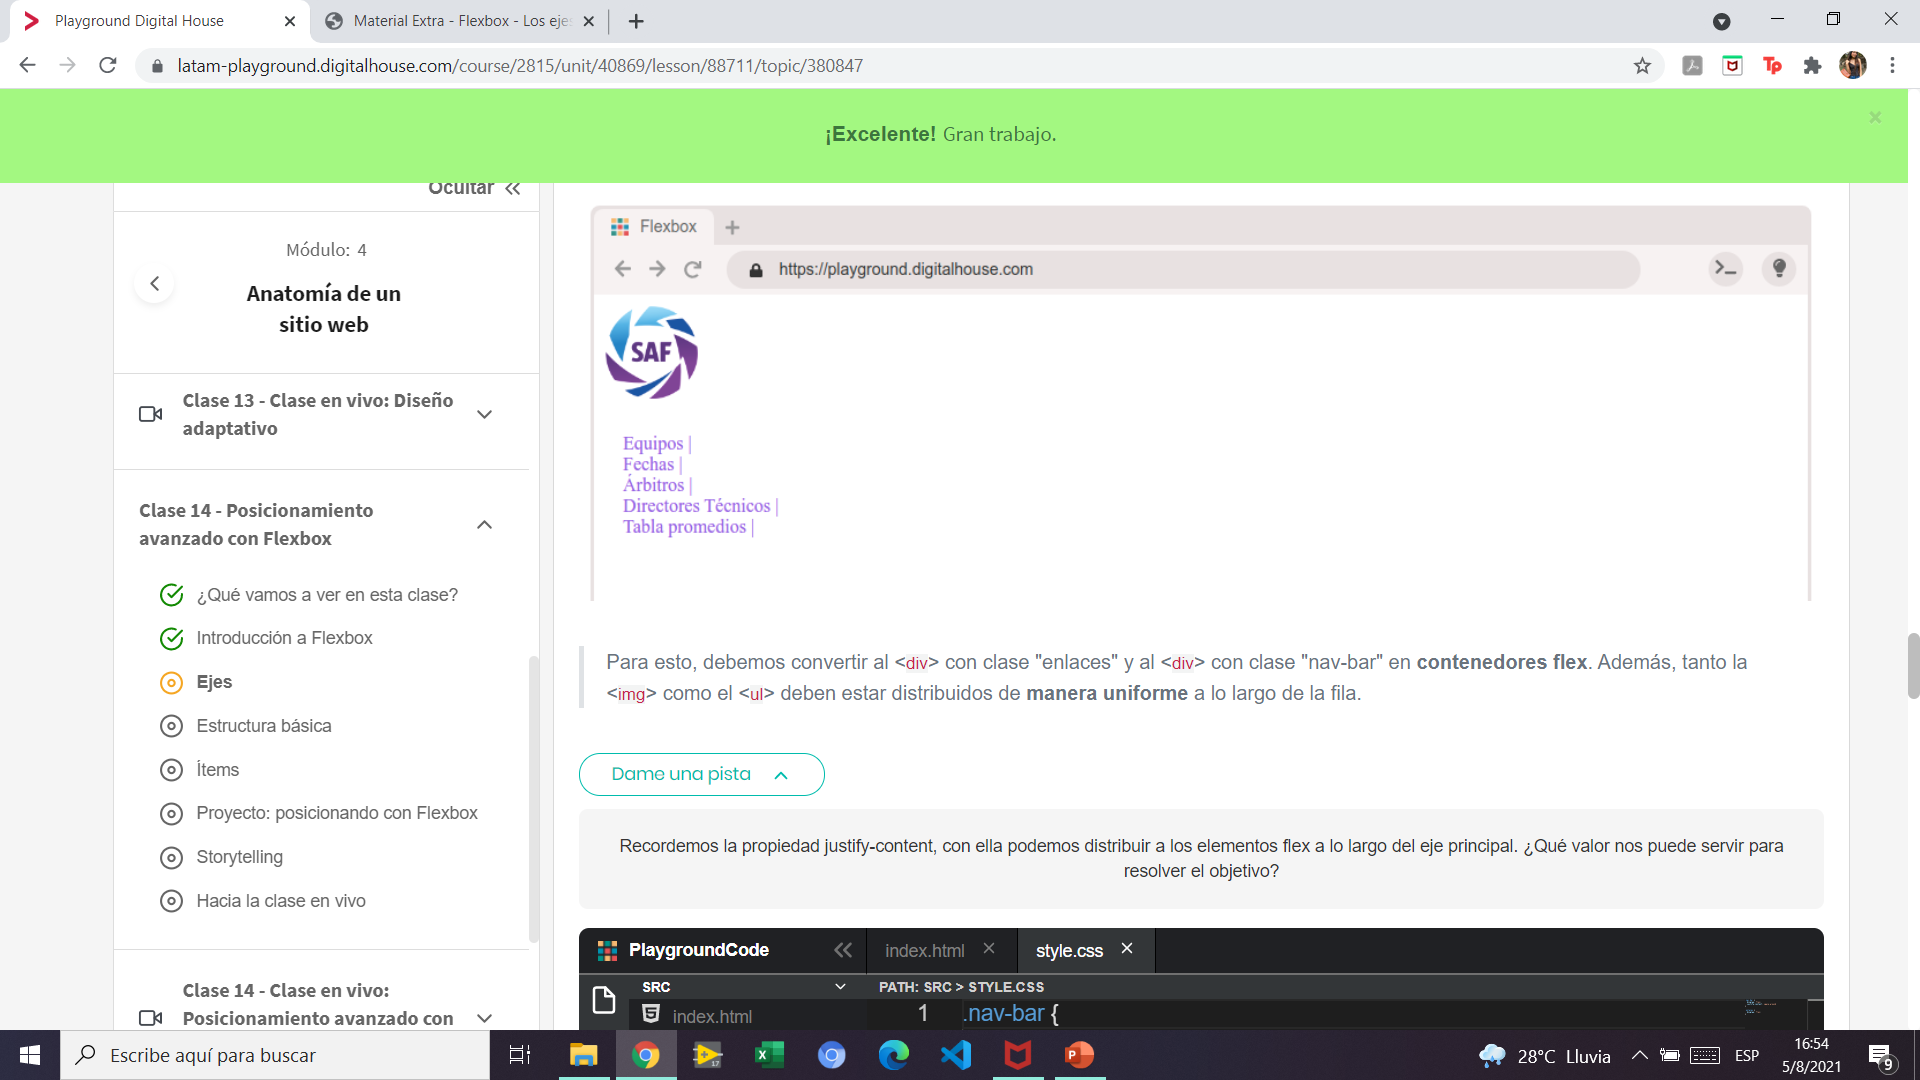 Playground Digital House
Material Extra - Flexbox - Los eje
latam-playground.digitalhouse.com/course/2815/unit/40869/lesson/88711/topic/380847
¡Excelente! Gran trabajo.
Ocultar
Módulo: 4
Anatomía de un
sitio web
Clase 13 - Clase en vivo: Diseño
adaptativo
Clase 14 - Posicionamiento
avanzado con Flexbox
¿Qué vamos a ver en esta clase?
Introducción a Flexbox
Ejes
Estructura básica
Ítems
Proyecto: posicionando con Flexbox
Storytelling
Hacia la clase en vivo
Clase 14 - Clase en vivo:
Posicionamiento avanzado con
Flexbox
https://playground.digitalhouse.com
SAF
Equipos |
Fechas |
Árbitros |
Directores Técnicos |
Tabla promedios |
Para esto, debemos convertir al <div> con clase "enlaces" y al <div> con clase "nav-bar" en contenedores flex. Además, tanto la
<img> como el <ul> deben estar distribuidos de manera uniforme a lo largo de la fila.
Dame una pista
Recordemos la propiedad justify-content, con ella podemos distribuir a los elementos flex a lo largo del eje principal. ¿Qué valor nos puede servir para
resolver el objetivo?
PlaygroundCode
index.html
style.css
SRC
PATH: SRC > STYLE.CSS
index.html
1 .nav-bar {
Escribe aquí para buscar
28°C Lluvia
ESP
16:54
5/8/2021
9